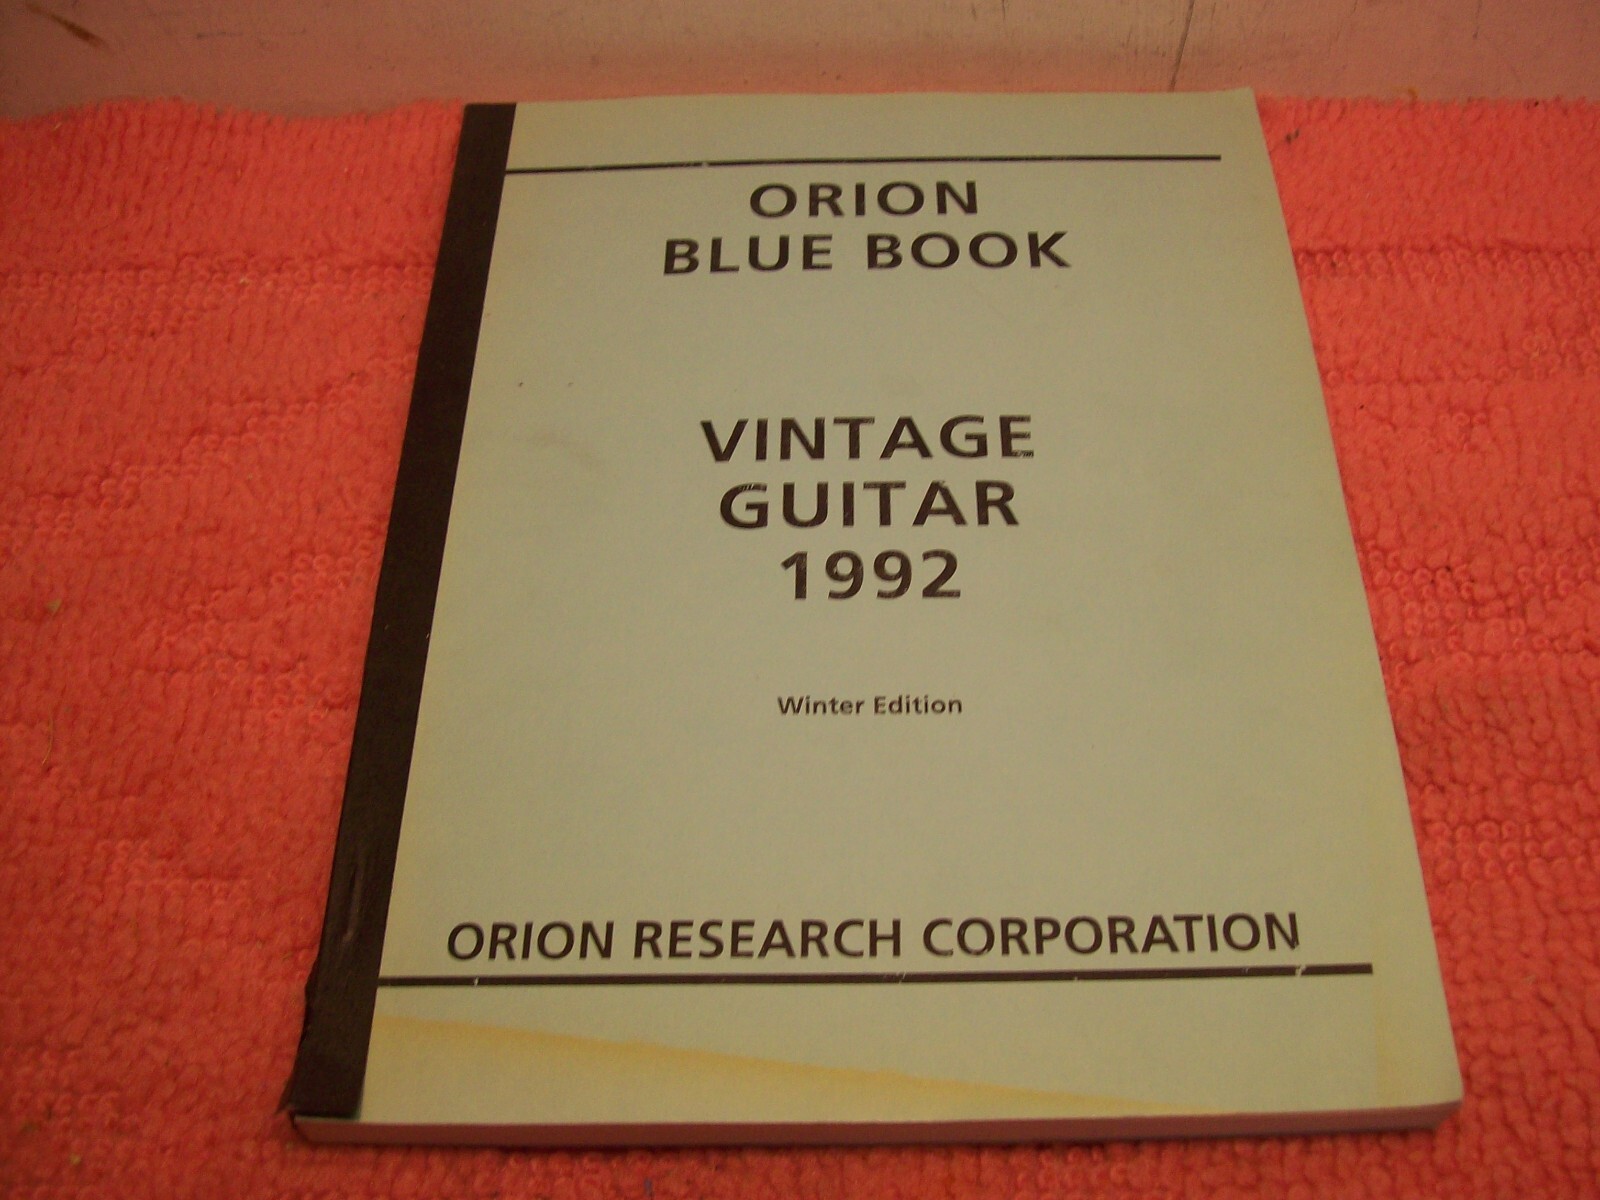 ORION
BLUE BOOK
VINTAGE
GUITAR
1992
Winter Edition
ORION RESEARCH CORPORATION